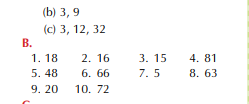 (b) 3, 9
(c) 3, 12, 32
B.
1. 18 2. 16 3. 15 4. 81
5. 48 6. 66 7. 5 8. 63
9. 20 10. 72